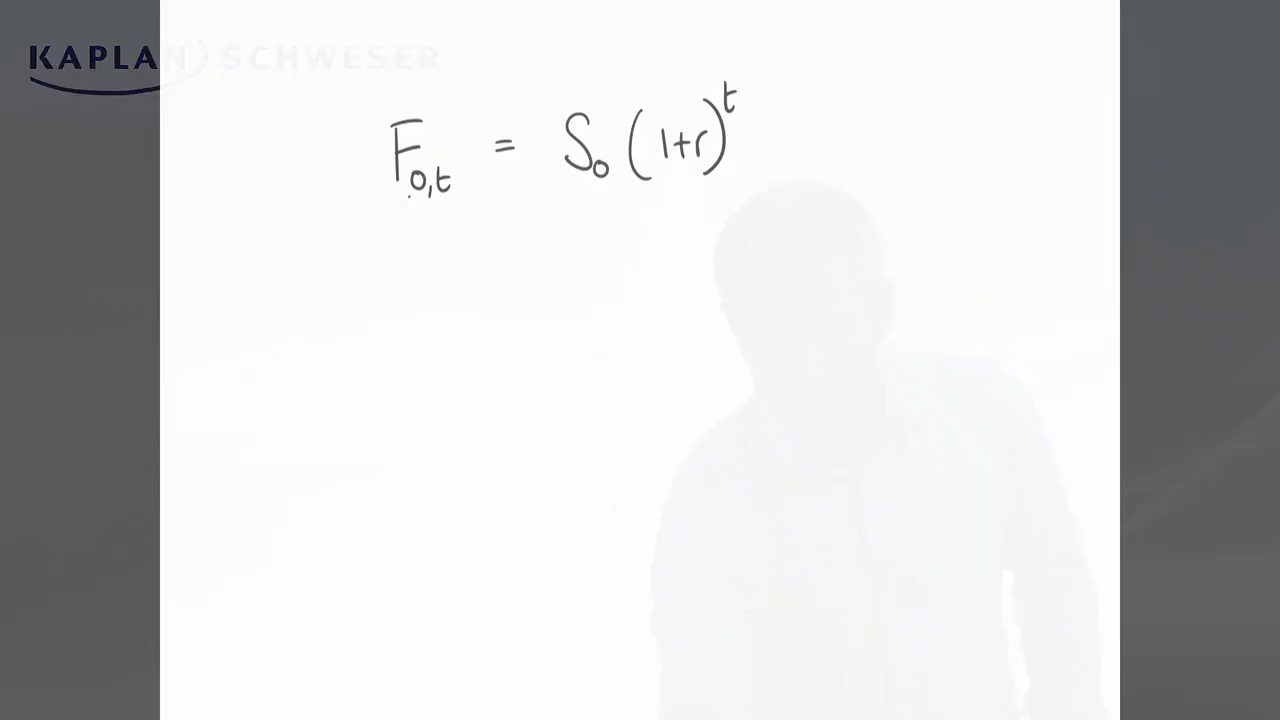 KAPLAN SCHWESER
F₀,ₜ = S₀ (1+r)ᵗ